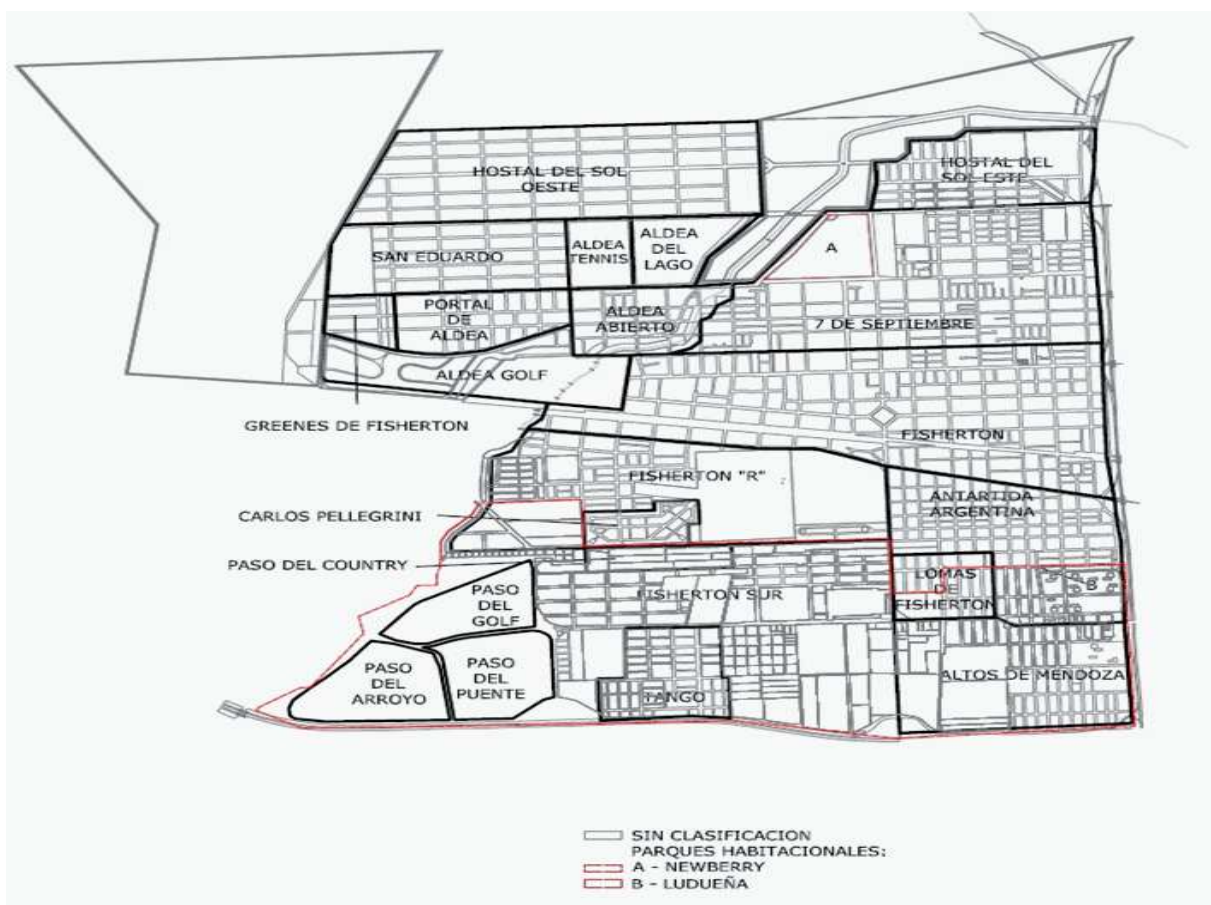 HOSTAL DEL SOL
OESTE
HOSTAL DEL
SOL ESTE
SAN EDUARDO
ALDEA
TENNIS
ALDEA
DEL
LAGO
A
PORTAL
DE
ALDEA
ALDEA
ABIERTO
7 DE SEPTIEMBRE
ALDEA GOLF
GREENES DE FISHERTON
FISHERTON
FISHERTON "R"
ANTARTIDA
ARGENTINA
CARLOS PELLEGRINI
PASO DEL COUNTRY
LOMAS
DE
FISHERTON
B
PASO
DEL
GOLF
FISHERTON SUR
PASO
DEL
ARROYO
PASO
DEL
PUENTE
TANGO
ALTOS DE MENDOZA
SIN CLASIFICACION
PARQUES HABITACIONALES:
A - NEWBERRY
B - LUDUEÑA